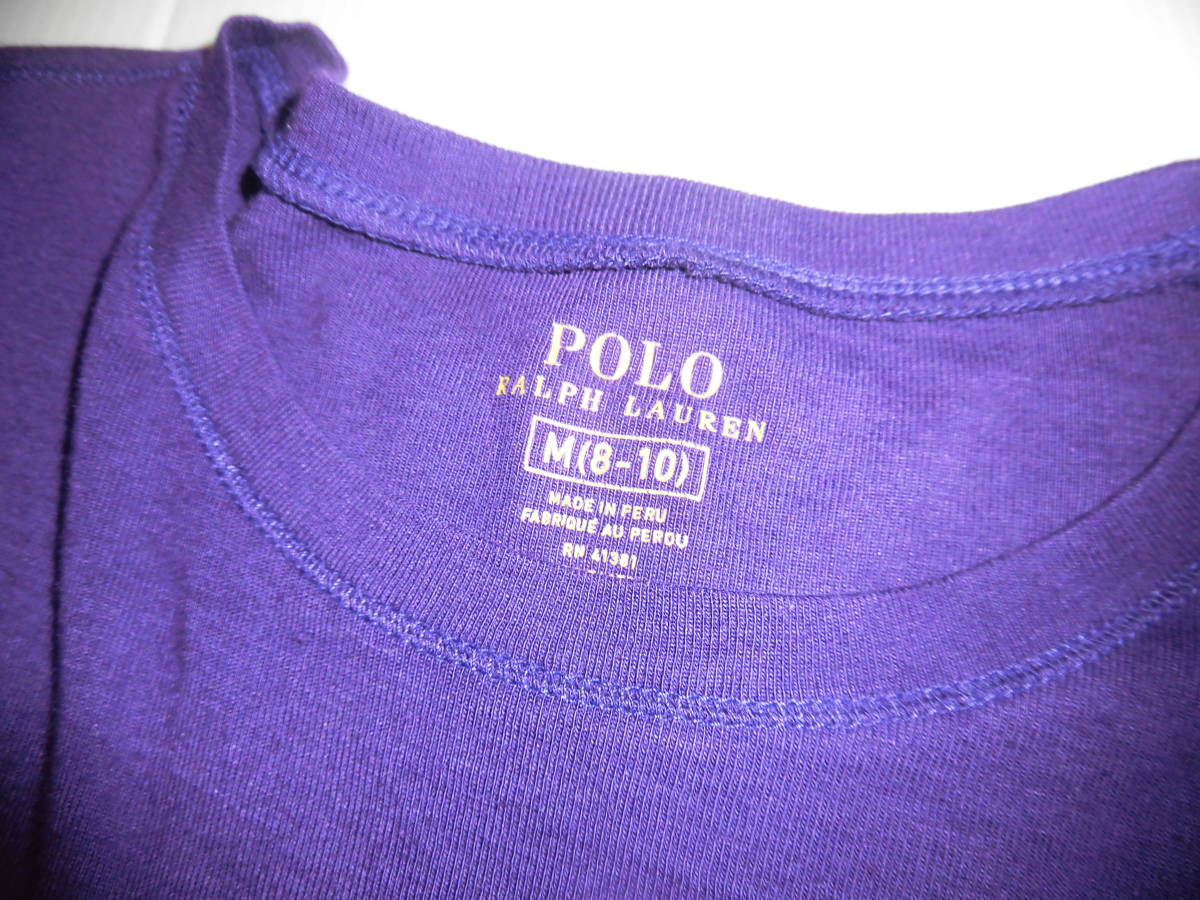 POLO
RALPH LAUREN
M(8-10)
MADE IN PERU
FABRIQUÉ AU PEROU
RN 41381